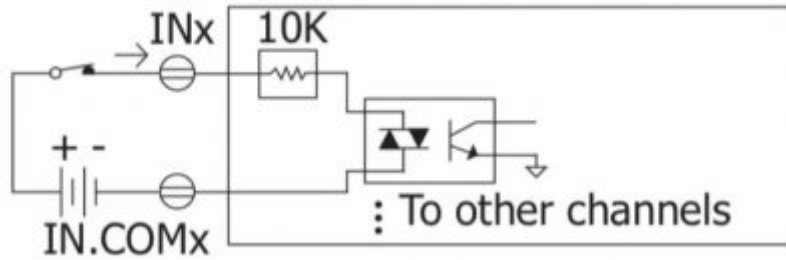 INx 10K
+ -
To other channels
IN.COMx